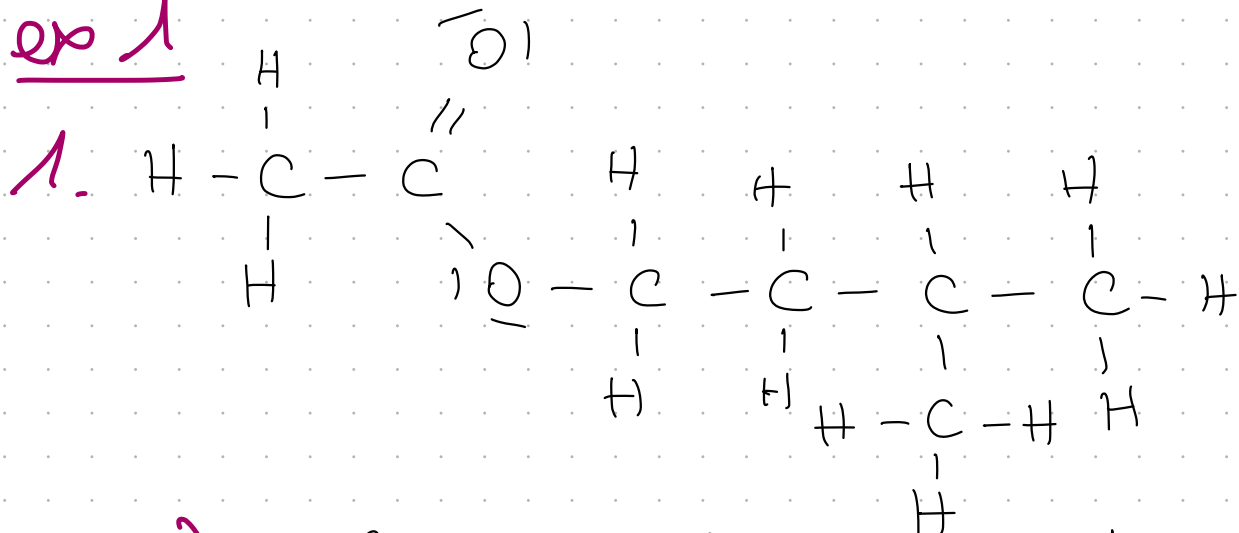 ex 1
O
H
1. H - C - C
H H H H
H
O - C - C - C - C - H
H H H - C - H H
H